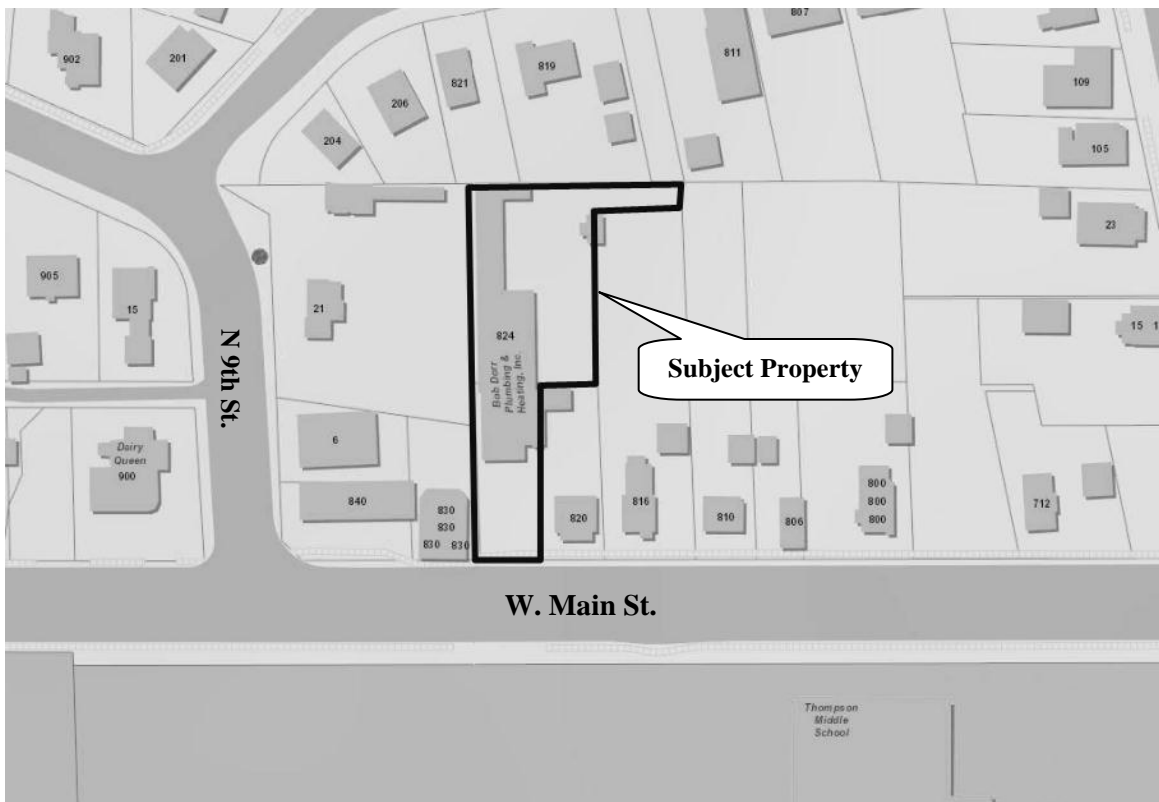 807
902
201
811
819
821
109
206
204
105
23
905
15
21
824
Bob Dorr
Plumbing &
Heating, Inc.
15 1
Subject Property
N 9th St.
6
Dairy
Queen
900
840
830
830
830 830
820
816
810
806
800
800
800
712
W. Main St.
Thompson
Middle
School